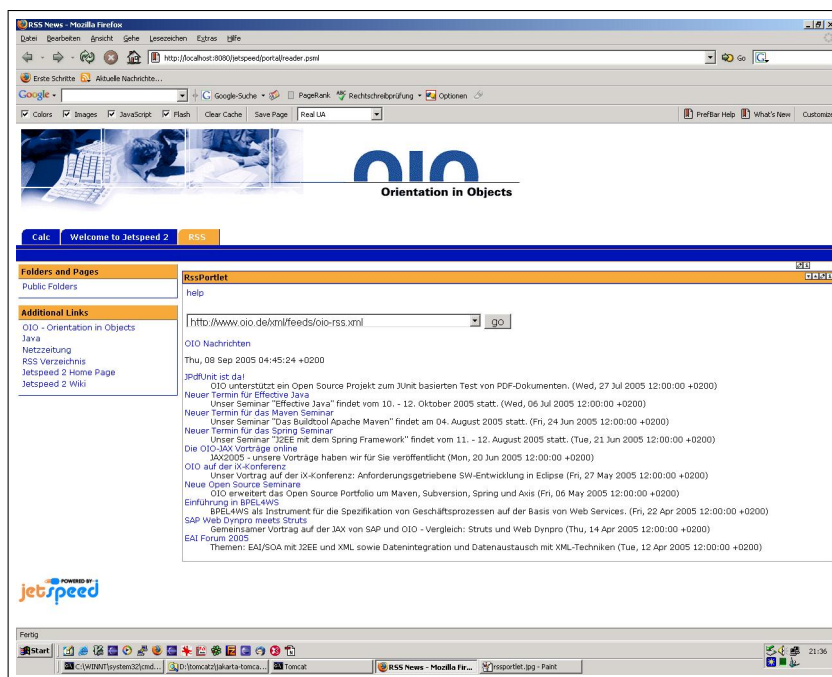 RSS News - Mozilla Firefox
Datei Bearbeiten Ansicht Gehe Lesezeichen Extras Hilfe
http://localhost:8080/jetspeed/portal/reader.psml
Go
Erste Schritte Aktuelle Nachrichte...
Google Google-Suche PageRank Rechtschreibprüfung Optionen
Colors Images JavaScript Flash Clear Cache Save Page Real UA PrefBar Help What's New Customize
OIO
Orientation in Objects
Calc Welcome to Jetspeed 2 RSS
Folders and Pages
Public Folders
Additional Links
OIO - Orientation in Objects
Java
Netzzeitung
RSS Verzeichnis
Jetspeed 2 Home Page
Jetspeed 2 Wiki
RssPortlet
help
http://www.oio.de/xml/feeds/oio-rss.xml go
OIO Nachrichten
Thu, 08 Sep 2005 04:45:24 +0200
JPdfUnit ist da!
OIO unterstützt ein Open Source Projekt zum JUnit basierten Test von PDF-Dokumenten. (Wed, 27 Jul 2005 12:00:00 +0200)
Neuer Termin für Effective Java
Unser Seminar "Effective Java" findet vom 10. - 12. Oktober 2005 statt. (Wed, 06 Jul 2005 12:00:00 +0200)
Neuer Termin für das Maven Seminar
Unser Seminar "Das Buildtool Apache Maven" findet am 04. August 2005 statt. (Fri, 24 Jun 2005 12:00:00 +0200)
Neuer Termin für das Spring Seminar
Unser Seminar "J2EE mit dem Spring Framework" findet vom 11. - 12. August 2005 statt. (Tue, 21 Jun 2005 12:00:00 +0200)
Die OIO-JAX Vorträge online
JAX2005 - unsere Vorträge haben wir für Sie veröffentlicht (Mon, 20 Jun 2005 12:00:00 +0200)
OIO auf der iX-Konferenz
Unser Vortrag auf der iX-Konferenz: Anforderungsgetriebene SW-Entwicklung in Eclipse (Fri, 27 May 2005 12:00:00 +0200)
Neue Open Source Seminare
OIO erweitert das Open Source Portfolio um Maven, Subversion, Spring und Axis (Fri, 06 May 2005 12:00:00 +0200)
Einführung in BPEL4WS
BPEL4WS als Instrument für die Spezifikation von Geschäftsprozessen auf der Basis von Web Services. (Fri, 22 Apr 2005 12:00:00 +0200)
SAP Web Dynpro meets Struts
Gemeinsamer Vortrag auf der JAX von SAP und OIO - Vergleich: Struts und Web Dynpro (Thu, 14 Apr 2005 12:00:00 +0200)
EAI Forum 2005
Themen: EAI/SOA mit J2EE und XML sowie Datenintegration und Datenaustausch mit XML-Techniken (Tue, 12 Apr 2005 12:00:00 +0200)
POWERED BY
jetspeed
Fertig
Start 21:36
C:\WINNT\system32\cmd... D:\tomcatz\jakarta-tomca... Tomcat RSS News - Mozilla Fir... rssportlet.jpg - Paint